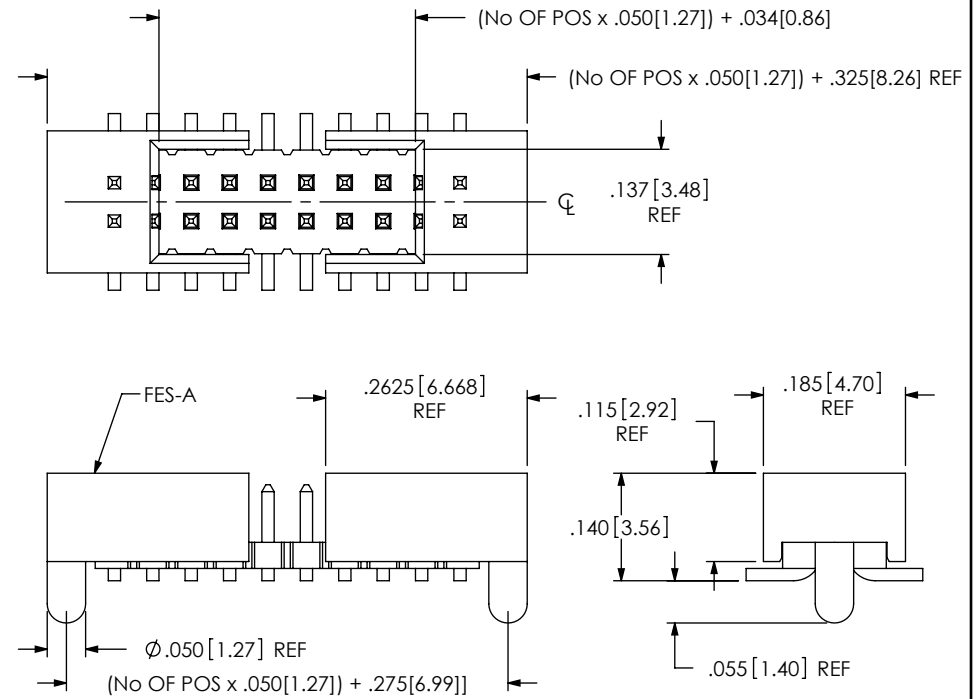 (No OF POS x .050[1.27]) + .034[0.86]
(No OF POS x .050[1.27]) + .325[8.26] REF
.137[3.48]
REF
℄
FES-A
.2625[6.668]
REF
.115[2.92]
REF
.185[4.70]
REF
.140[3.56]
Ø.050[1.27] REF
.055[1.40] REF
(No OF POS x .050[1.27]) + .275[6.99]]